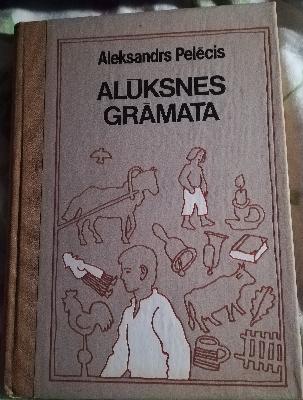 Aleksandrs Pelēcis
ALŪKSNES
GRĀMATA